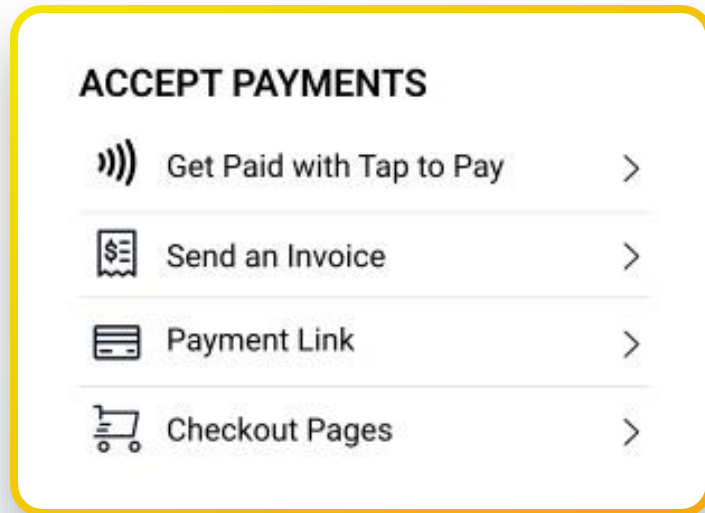 ACCEPT PAYMENTS
Get Paid with Tap to Pay
$
Send an Invoice
Payment Link
Checkout Pages